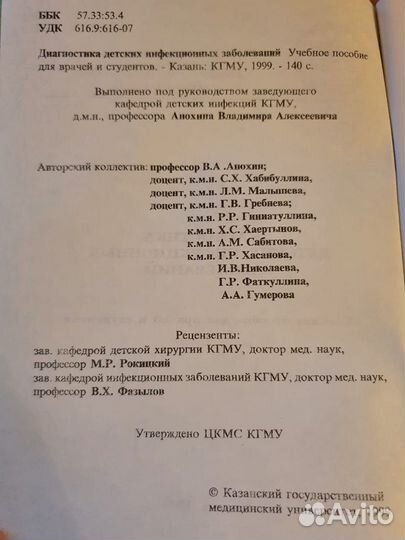 ББК 57.33:53.4
УДК 616.9:616-07
Диагностика детских инфекционных заболеваний Учебное пособие
для врачей и студентов. - Казань: КГМУ, 1999. - 140 с.
Выполнено под руководством заведующего
кафедрой детских инфекций КГМУ,
д.м.н., профессора Анохина Владимира Алексеевича
Авторский коллектив: профессор В.А .Анохин;
доцент, к.м.н. С.Х. Хабибуллина,
доцент, к.м.н. Л.М. Малышева,
доцент, к.м.н. Г.В. Гребнева;
к.м.н. Р.Р. Гиниатуллина,
к.м.н. Х.С. Хаертынов,
к.м.н. А.М. Сабитова,
к.м.н. Г.Р. Хасанова,
И.В.Николаева,
Г.Р. Фаткуллина,
А.А. Гумерова
Рецензенты:
зав. кафедрой детской хирургии КГМУ, доктор мед. наук,
профессор М.Р. Рокицкий
зав. кафедрой инфекционных заболеваний КГМУ, доктор мед. наук,
профессор В.Х. Фазылов
Утверждено ЦКМС КГМУ
© Казанский государственный
медицинский
Avito